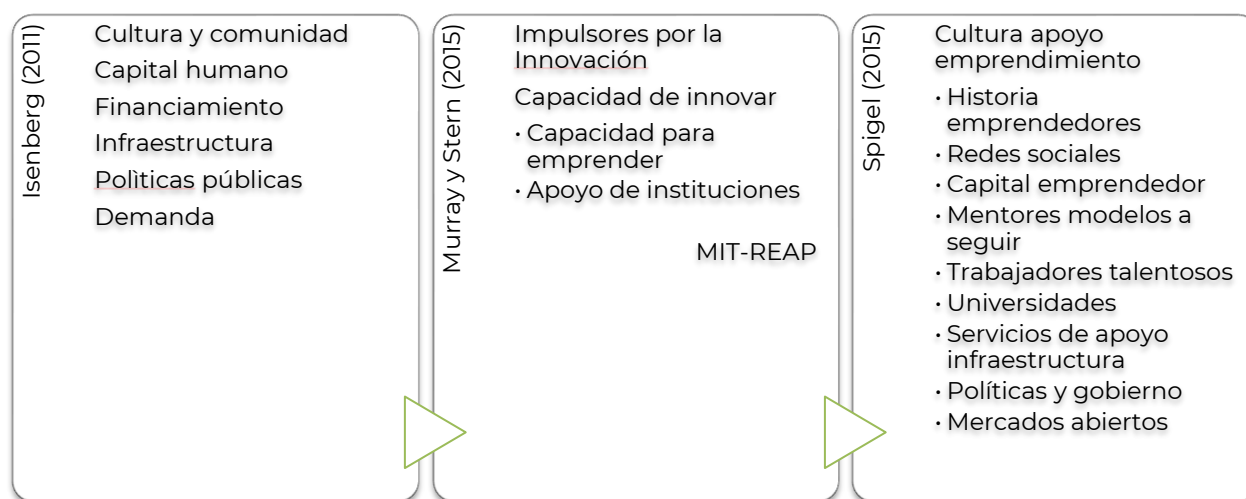 Isenberg (2011)
Cultura y comunidad
Capital humano
Financiamiento
Infraestructura
Polìticas públicas
Demanda
Murray y Stern (2015)
Impulsores por la
Innovación
Capacidad de innovar
· Capacidad para
emprender
· Apoyo de instituciones
MIT-REAP
Spigel (2015)
Cultura apoyo
emprendimiento
· Historia
emprendedores
· Redes sociales
· Capital emprendedor
· Mentores modelos a
seguir
· Trabajadores talentosos
· Universidades
· Servicios de apoyo
infraestructura
· Políticas y gobierno
· Mercados abiertos